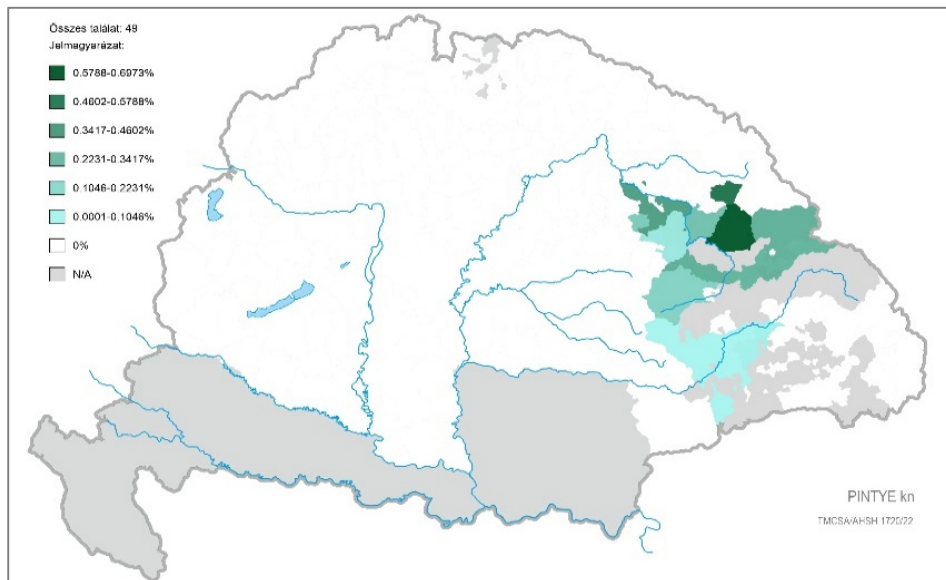 Összes találat: 49
Jelmagyarázat:
0.5788-0.6973%
0.4602-0.5788%
0.3417-0.4602%
0.2231-0.3417%
0.1046-0.2231%
0.0001-0.1046%
0%
N/A
PINTYE kn
TMCSA/AHSH 1720/22